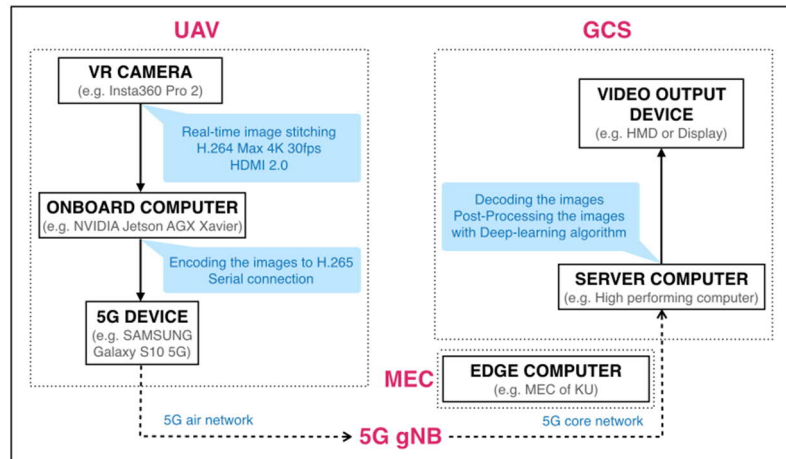 UAV
VR CAMERA
(e.g. Insta360 Pro 2)
Real-time image stitching
H.264 Max 4K 30fps
HDMI 2.0
ONBOARD COMPUTER
(e.g. NVIDIA Jetson AGX Xavier)
Encoding the images to H.265
Serial connection
5G DEVICE
(e.g. SAMSUNG
Galaxy S10 5G)
5G air network
5G gNB
5G core network
MEC
EDGE COMPUTER
(e.g. MEC of KU)
GCS
VIDEO OUTPUT
DEVICE
(e.g. HMD or Display)
Decoding the images
Post-Processing the images
with Deep-learning algorithm
SERVER COMPUTER
(e.g. High performing computer)